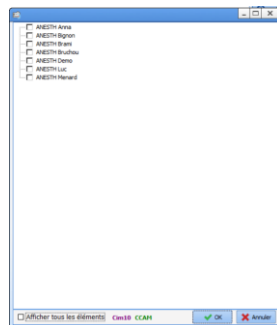 ANESTH Anna
ANESTH Bignon
ANESTH Brami
ANESTH Bruchou
ANESTH Demo
ANESTH Luc
ANESTH Menard
Afficher tous les éléments Cim10 CCAM OK Annuler